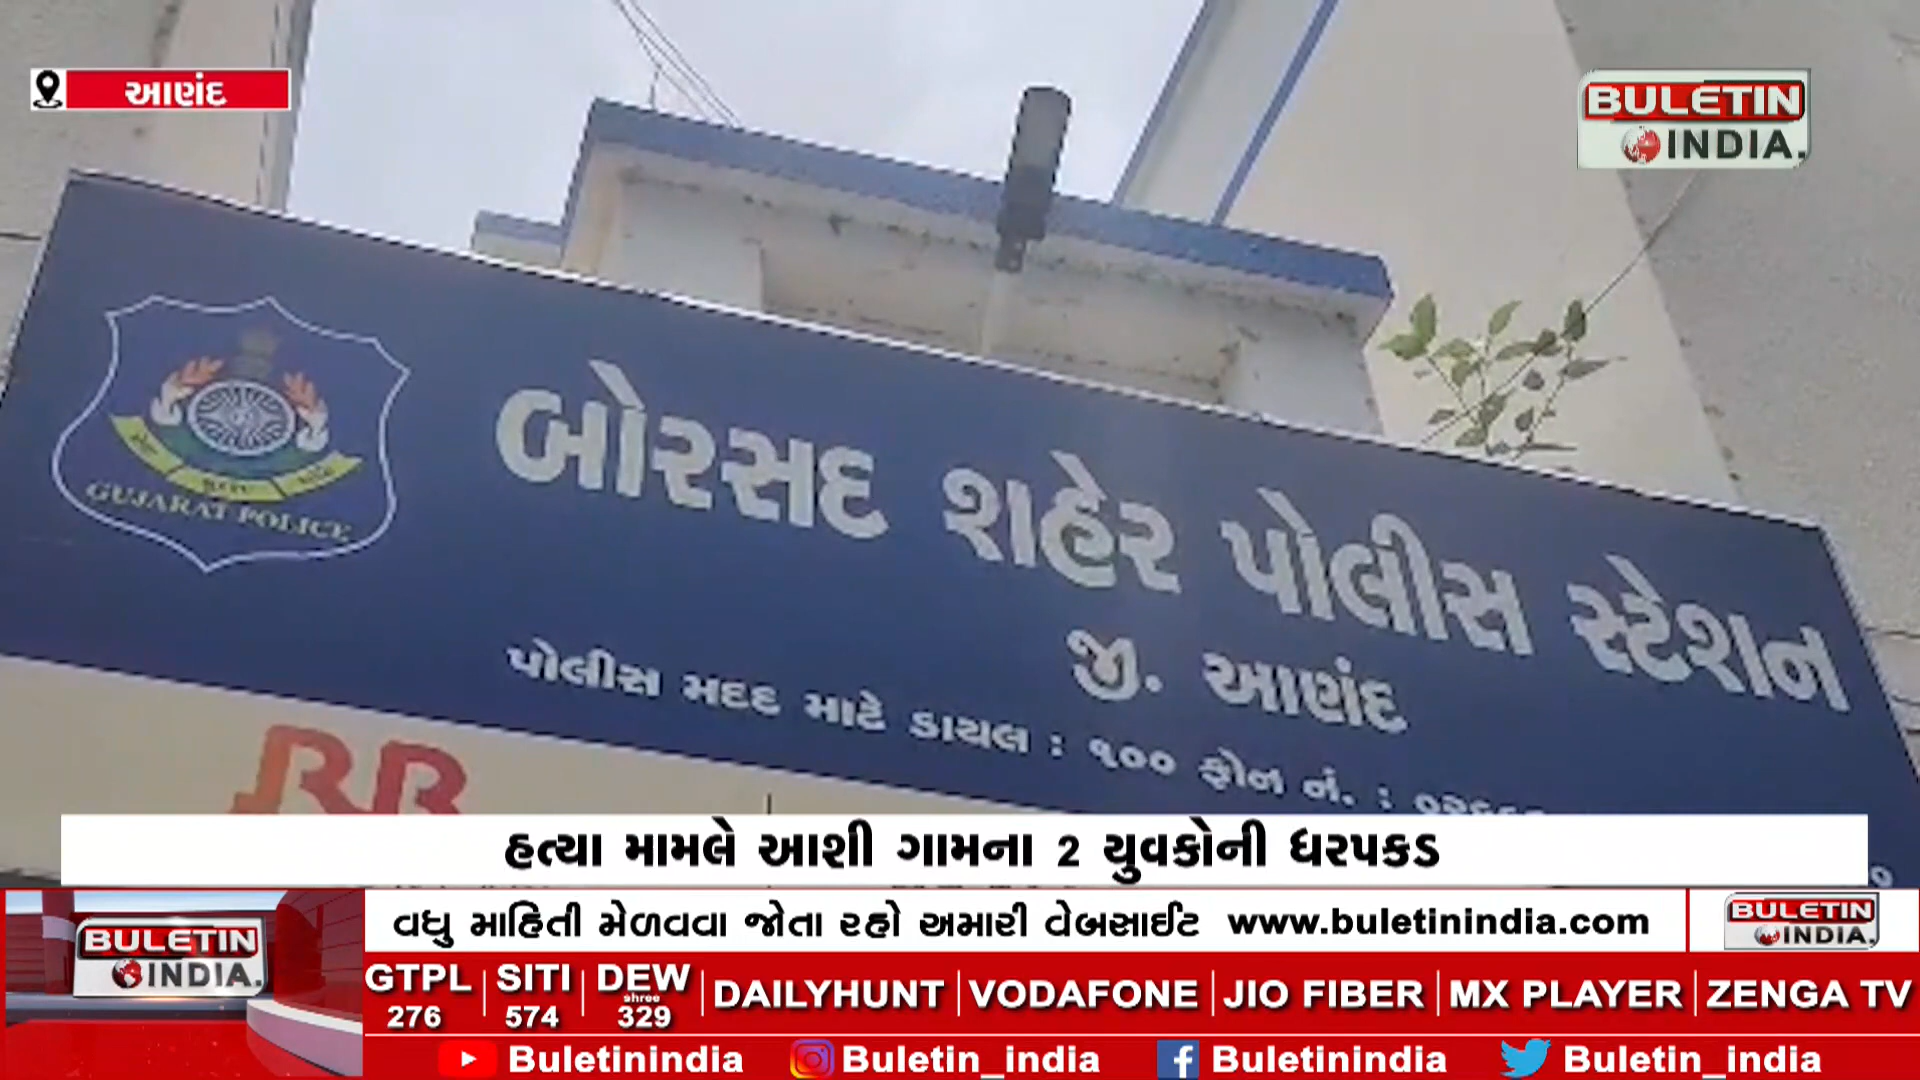 આણંદ
BULETIN
INDIA.
GUJARAT POLICE
બોરસદ શહેર પોલીસ સ્ટેશન
જી. આણંદ
પોલીસ મદદ માટે ડાયલ : ૧૦૦ ફોન નં. :
હત્યા મામલે આશી ગામના 2 યુવકોની ધરપકડ
BULETIN
INDIA.
વધુ માહિતી મેળવવા જોતા રહો અમારી વેબસાઈટ www.buletinindia.com
BULETIN
INDIA.
GTPL 276 SITI 574 DEW shree 329 DAILYHUNT VODAFONE JIO FIBER MX PLAYER ZENGA TV
Buletinindia Buletin_india Buletinindia Buletin_india